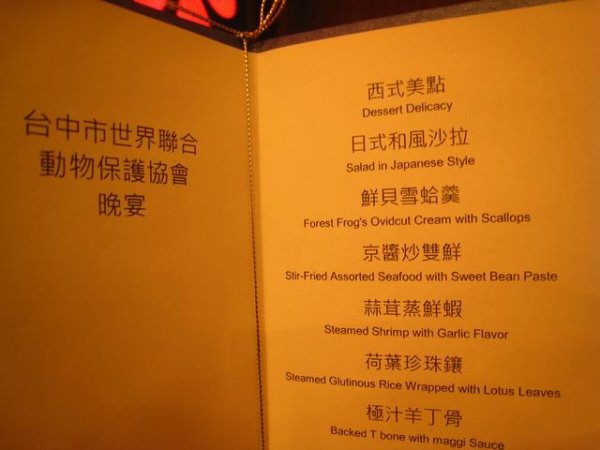 台中市世界聯合
動物保護協會
晚宴
西式美點
Dessert Delicacy
日式和風沙拉
Salad in Japanese Style
鮮貝雪蛤羹
Forest Frog's Ovidcut Cream with Scallops
京醬炒雙鮮
Stir-Fried Assorted Seafood with Sweet Bean Paste
蒜茸蒸鮮蝦
Steamed Shrimp with Garlic Flavor
荷葉珍珠鑲
Steamed Glutinous Rice Wrapped with Lotus Leaves
極汁羊丁骨
Backed T bone with maggi Sauce